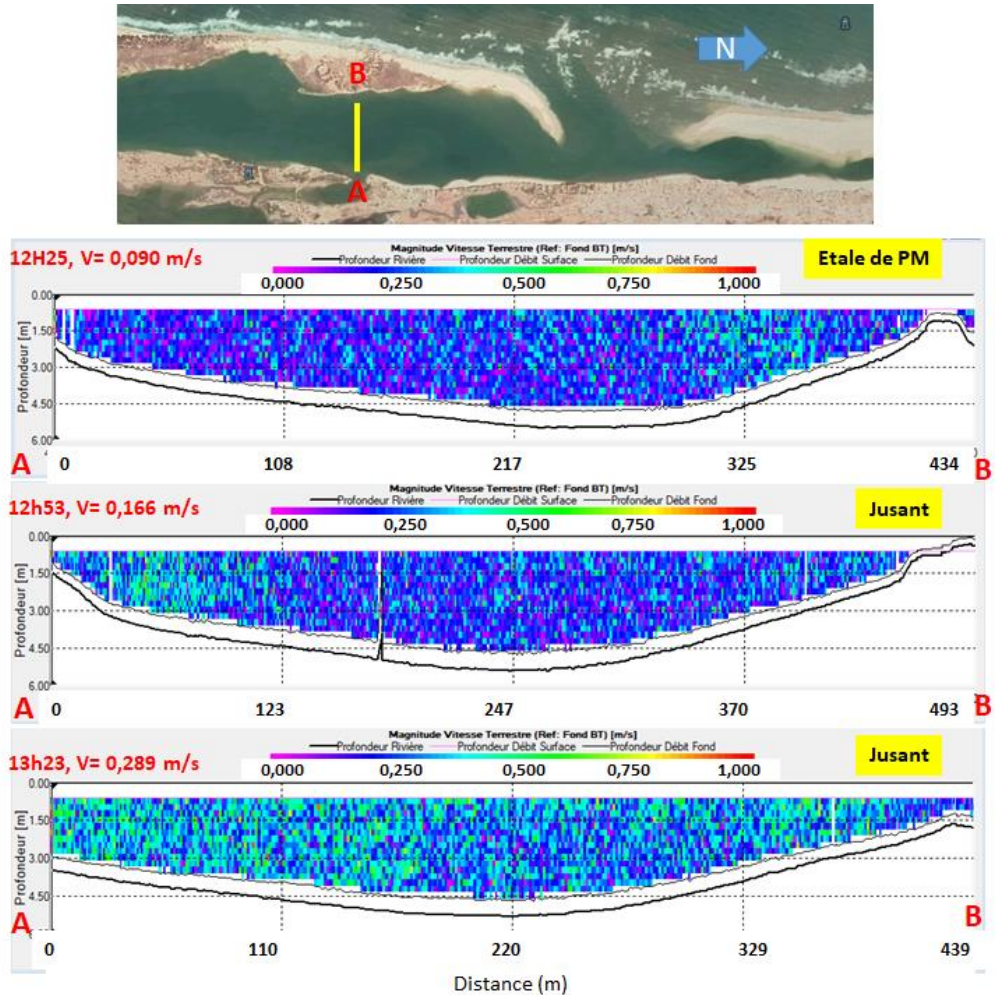 N
B
A
Magnitude Vitesse Terrestre (Ref: Fond BT) [m/s]
12H25, V= 0,090 m/s
Profondeur Rivière Profondeur Débit Surface Profondeur Débit Fond
Etale de PM
0,000 0,250 0,500 0,750 1,000
0.00
1.50
3.00
4.50
6.00
Profondeur [m]
A 0 108 217 325 434 B
Magnitude Vitesse Terrestre (Ref: Fond BT) [m/s]
12h53, V= 0,166 m/s
Profondeur Rivière Profondeur Débit Surface Profondeur Débit Fond
Jusant
0,000 0,250 0,500 0,750 1,000
0.00
1.50
3.00
4.50
6.00
Profondeur [m]
A 0 123 247 370 493 B
Magnitude Vitesse Terrestre (Ref: Fond BT) [m/s]
13h23, V= 0,289 m/s
Profondeur Rivière Profondeur Débit Surface Profondeur Débit Fond
Jusant
0,000 0,250 0,500 0,750 1,000
0.00
1.50
3.00
4.50
Profondeur [m]
A B
0 110 220 329 439
Distance (m)